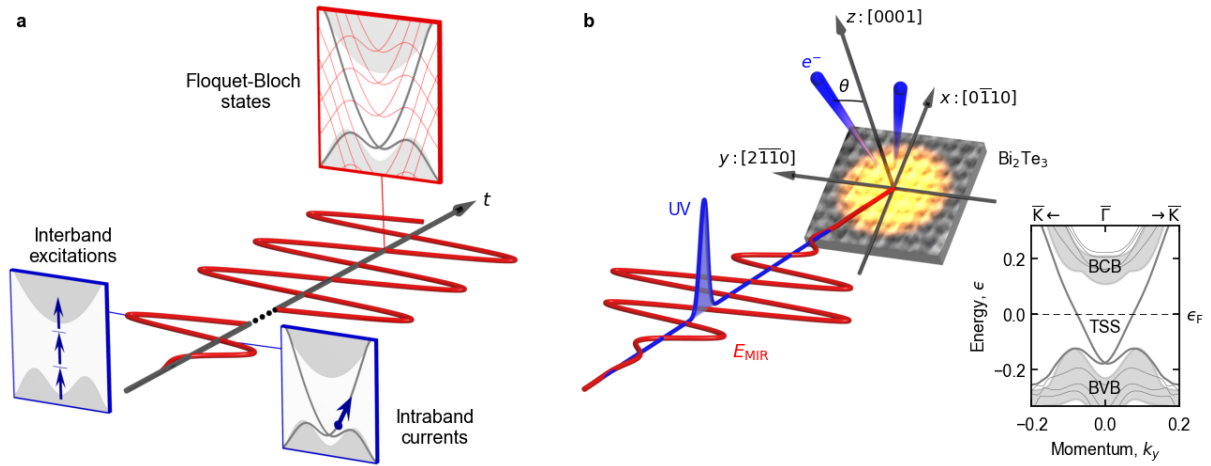 a
Floquet-Bloch
states
t
Interband
excitations
Intraband
currents
b
z : [0001]
e⁻
θ
x : [01̅10]
y : [21̅1̅0]
Bi₂Te₃
UV
E_MIR
K̅ ← Γ̅ → K̅
BCB
TSS
BVB
Energy, ϵ
0.2
0.0
−0.2
ϵ_F
−0.2 0.0 0.2
Momentum, k_y